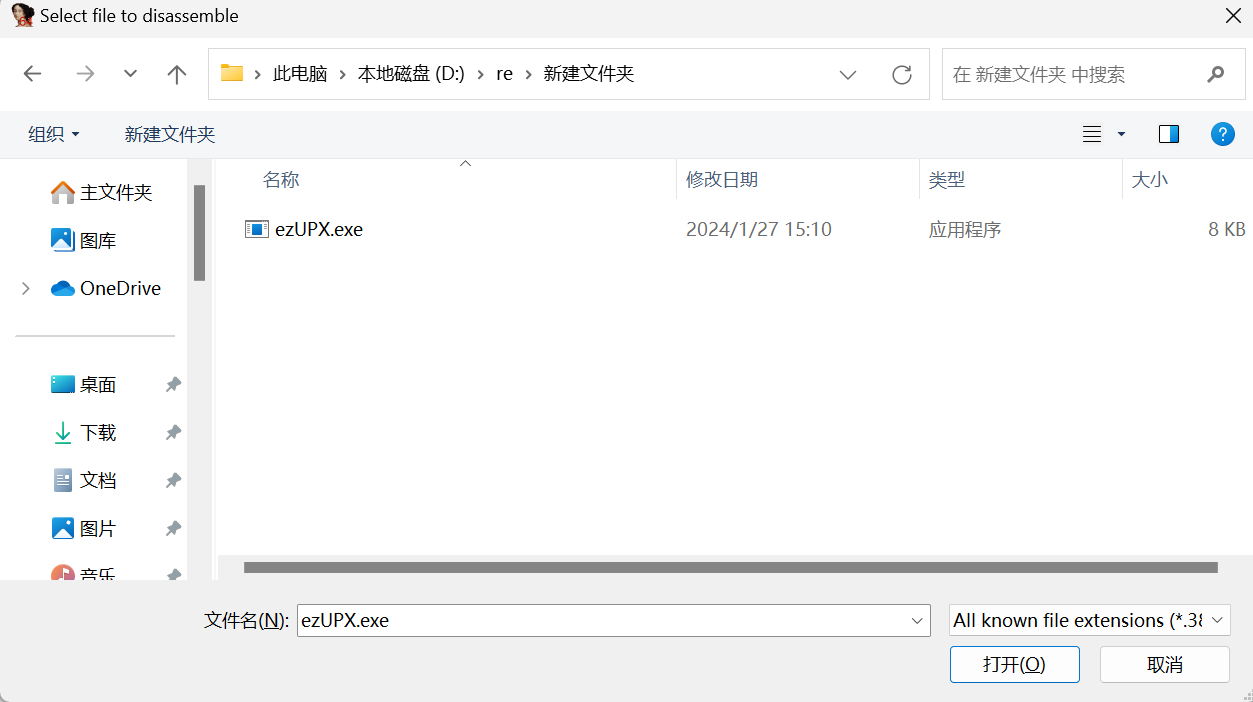 Select file to disassemble
此电脑 本地磁盘 (D:) re 新建文件夹
在 新建文件夹 中搜索
组织 新建文件夹
名称 修改日期 类型 大小
ezUPX.exe 2024/1/27 15:10 应用程序 8 KB
主文件夹
图库
OneDrive
桌面
下载
文档
图片
音乐
文件名(N): ezUPX.exe
All known file extensions (*.38
打开(O) 取消